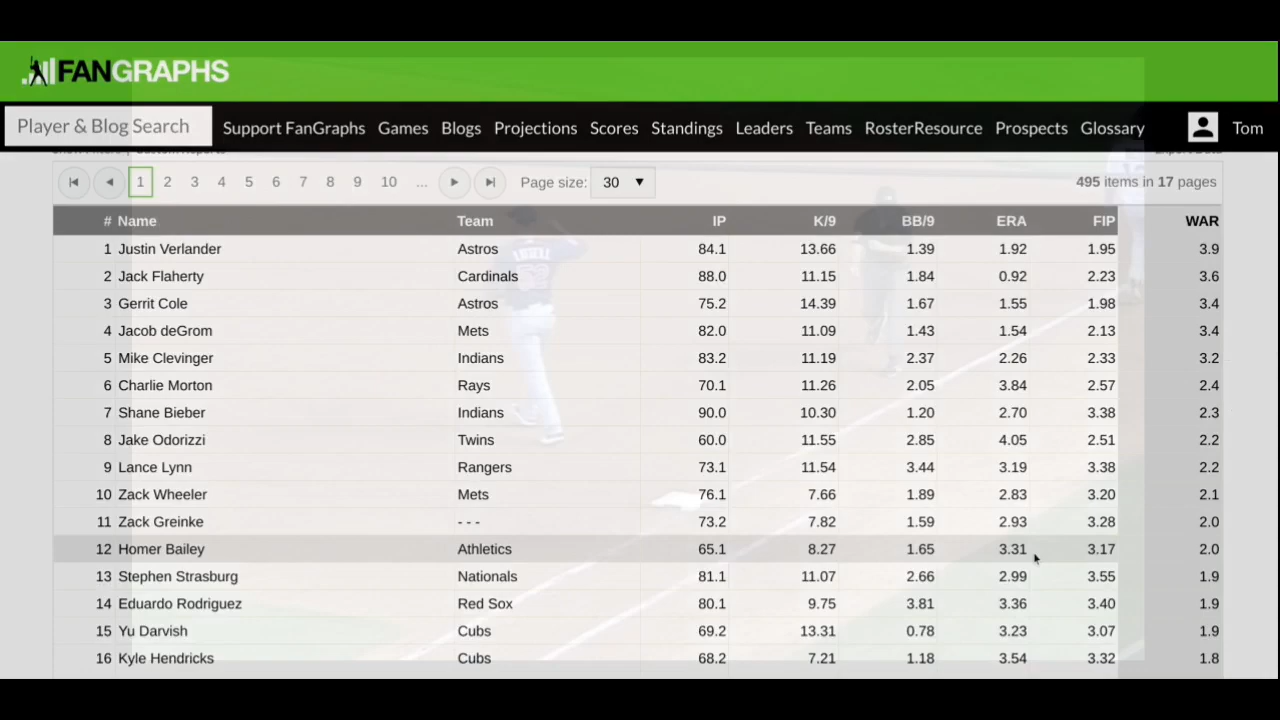 FANGRAPHS
Player & Blog Search Support FanGraphs Games Blogs Projections Scores Standings Leaders Teams RosterResource Prospects Glossary Tom
1 2 3 4 5 6 7 8 9 10 ... Page size: 30 495 items in 17 pages
# Name Team IP K/9 BB/9 ERA FIP WAR
1 Justin Verlander Astros 84.1 13.66 1.39 1.92 1.95 3.9
2 Jack Flaherty Cardinals 88.0 11.15 1.84 0.92 2.23 3.6
3 Gerrit Cole Astros 75.2 14.39 1.67 1.55 1.98 3.4
4 Jacob deGrom Mets 82.0 11.09 1.43 1.54 2.13 3.4
5 Mike Clevinger Indians 83.2 11.19 2.37 2.26 2.33 3.2
6 Charlie Morton Rays 70.1 11.26 2.05 3.84 2.57 2.4
7 Shane Bieber Indians 90.0 10.30 1.20 2.70 3.38 2.3
8 Jake Odorizzi Twins 60.0 11.55 2.85 4.05 2.51 2.2
9 Lance Lynn Rangers 73.1 11.54 3.44 3.19 3.38 2.2
10 Zack Wheeler Mets 76.1 7.66 1.89 2.83 3.20 2.1
11 Zack Greinke - - - 73.2 7.82 1.59 2.93 3.28 2.0
12 Homer Bailey Athletics 65.1 8.27 1.65 3.31 3.17 2.0
13 Stephen Strasburg Nationals 81.1 11.07 2.66 2.99 3.55 1.9
14 Eduardo Rodriguez Red Sox 80.1 9.75 3.81 3.36 3.40 1.9
15 Yu Darvish Cubs 69.2 13.31 0.78 3.23 3.07 1.9
16 Kyle Hendricks Cubs 68.2 7.21 1.18 3.54 3.32 1.8